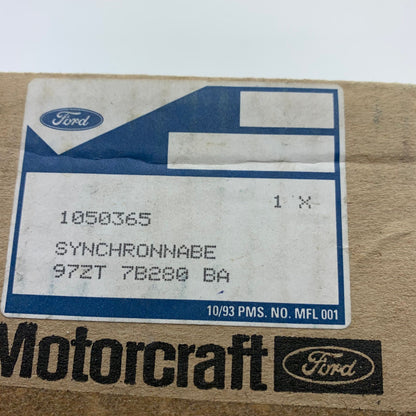 Ford
1 X
1050365
SYNCHRONNABE
97ZT 7B280 BA
10/93 PMS. NO. MFL 001
Motorcraft Ford